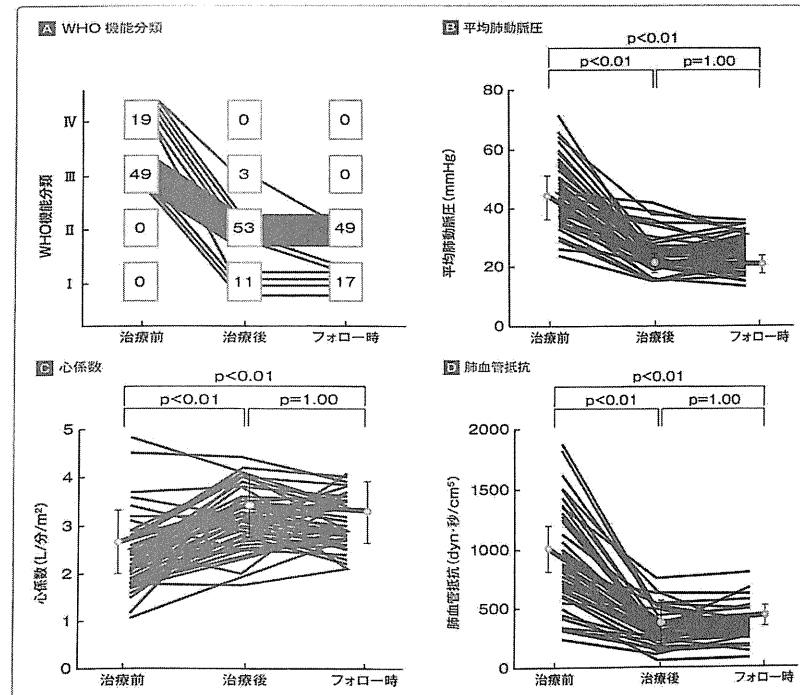 A WHO 機能分類
WHO機能分類
IV
III
II
I
19
0
0
49
3
0
0
53
49
0
11
17
治療前
治療後
フォロー時
B 平均肺動脈圧
p<0.01
p<0.01
p=1.00
平均肺動脈圧(mmHg)
80
60
40
20
0
治療前
治療後
フォロー時
C 心係数
p<0.01
p<0.01
p=1.00
心係数(L/分/m²)
5
4
3
2
1
0
治療前
治療後
フォロー時
D 肺血管抵抗
p<0.01
p<0.01
p=1.00
肺血管抵抗(dyn・秒/cm⁵)
2000
1500
1000
500
0
治療前
治療後
フォロー時